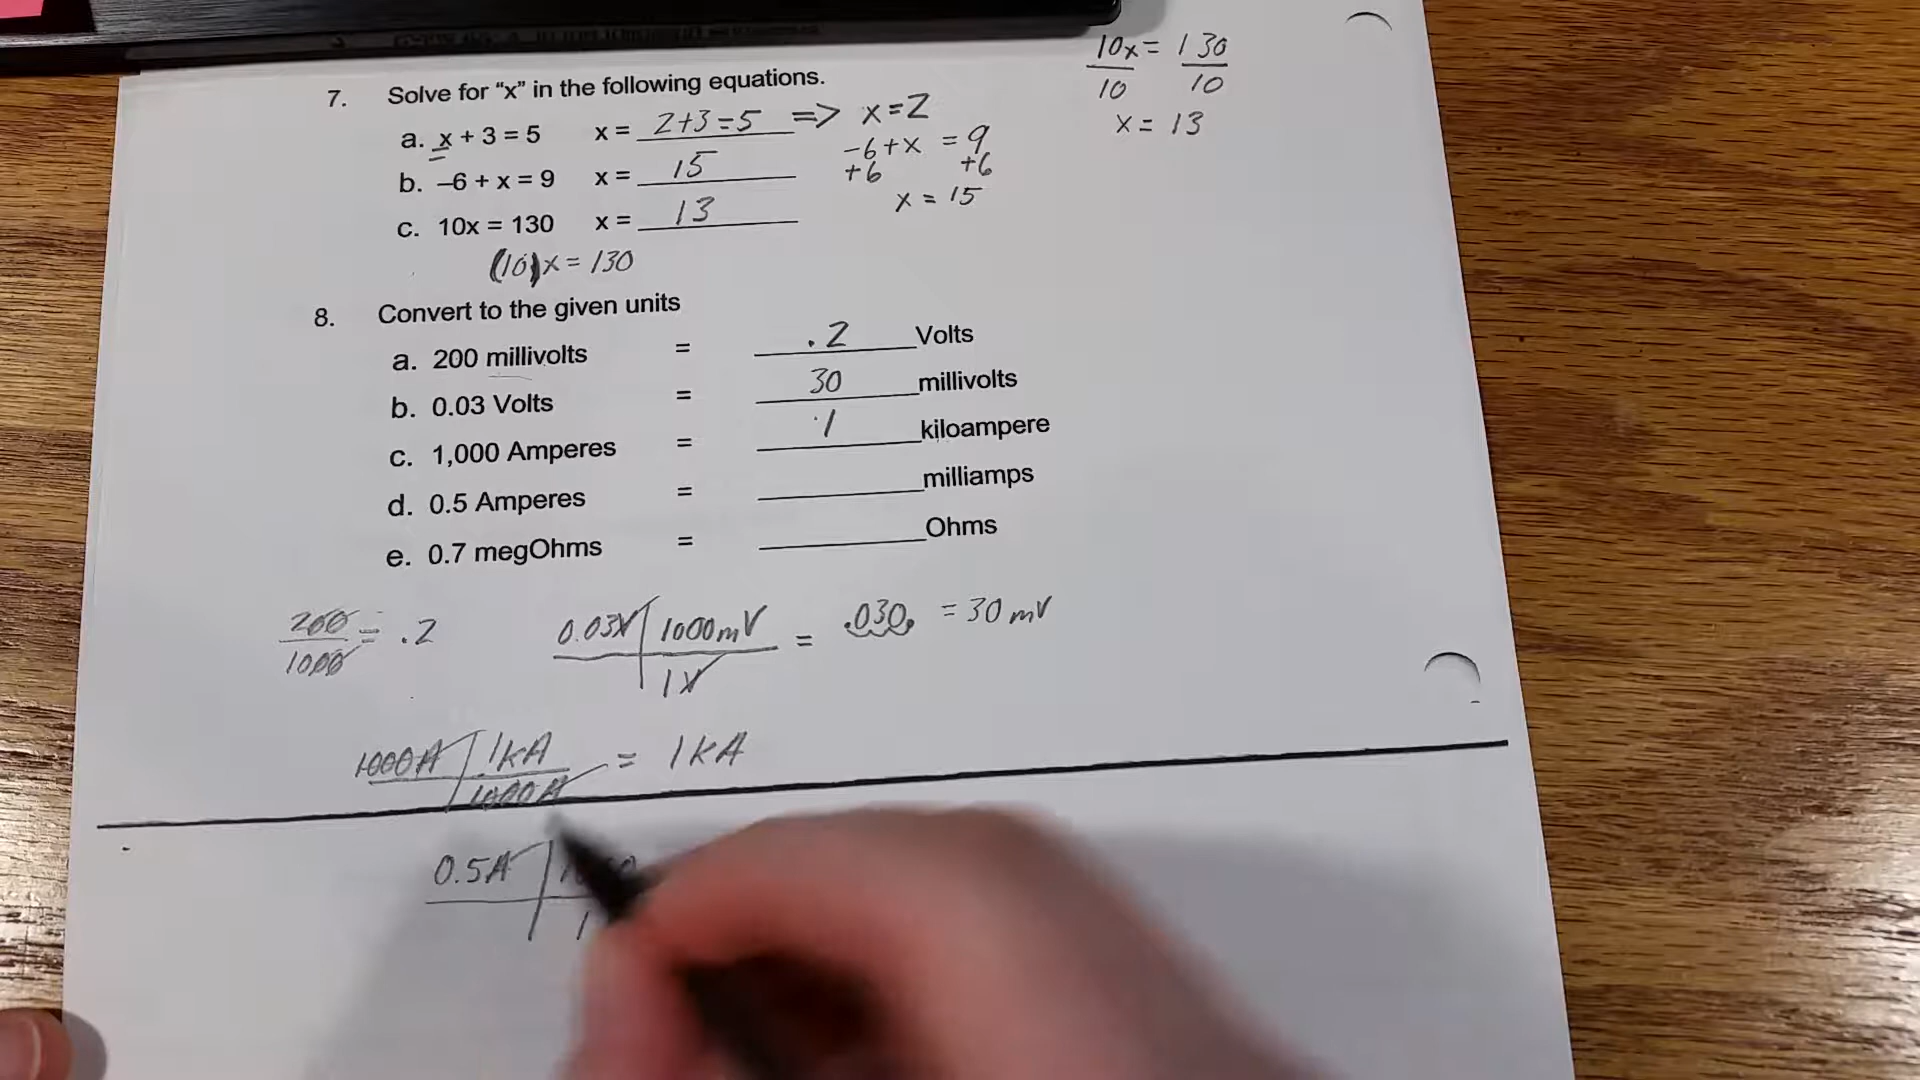 10x = 130
10 10
x = 13
7. Solve for “x” in the following equations.
a. x + 3 = 5 x = 2+3=5 => x=2
-6+x = 9
+6 +6
b. –6 + x = 9 x = 15
x = 15
c. 10x = 130 x = 13
(10)x = 130
8. Convert to the given units
a. 200 millivolts = .2 Volts
b. 0.03 Volts = 30 millivolts
c. 1,000 Amperes = 1 kiloampere
d. 0.5 Amperes = milliamps
e. 0.7 megOhms = Ohms
200 = .2
1000
0.03V 1000mV = .030. = 30 mV
1V
1000A 1kA = 1kA
1000A
0.5A
1